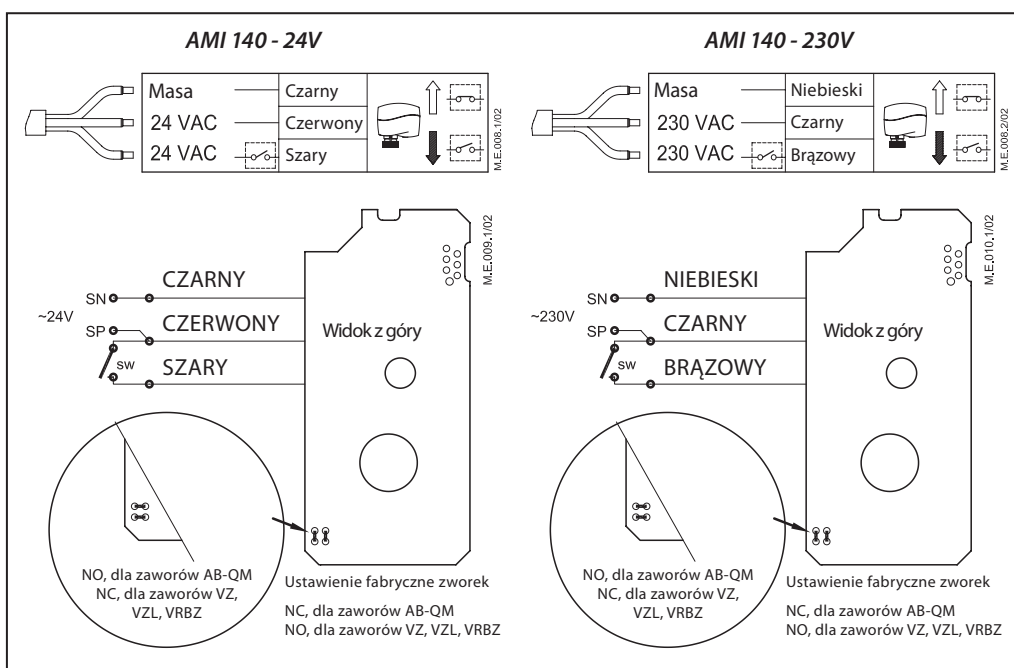 AMI 140 - 24V
Masa
Czarny
24 VAC
Czerwony
24 VAC
Szary
M.E.008.1/02
CZARNY
SN
~24V
CZERWONY
SP
SW
SZARY
Widok z góry
M.E.009.1/02
NO, dla zaworów AB-QM
NC, dla zaworów VZ,
VZL, VRBZ
Ustawienie fabryczne zworek
NC, dla zaworów AB-QM
NO, dla zaworów VZ, VZL, VRBZ
AMI 140 - 230V
Masa
Niebieski
230 VAC
Czarny
230 VAC
Brązowy
M.E.008.2/02
NIEBIESKI
SN
~230V
CZARNY
SP
SW
BRĄZOWY
Widok z góry
M.E.010.1/02
NO, dla zaworów AB-QM
NC, dla zaworów VZ,
VZL, VRBZ
Ustawienie fabryczne zworek
NC, dla zaworów AB-QM
NO, dla zaworów VZ, VZL, VRBZ